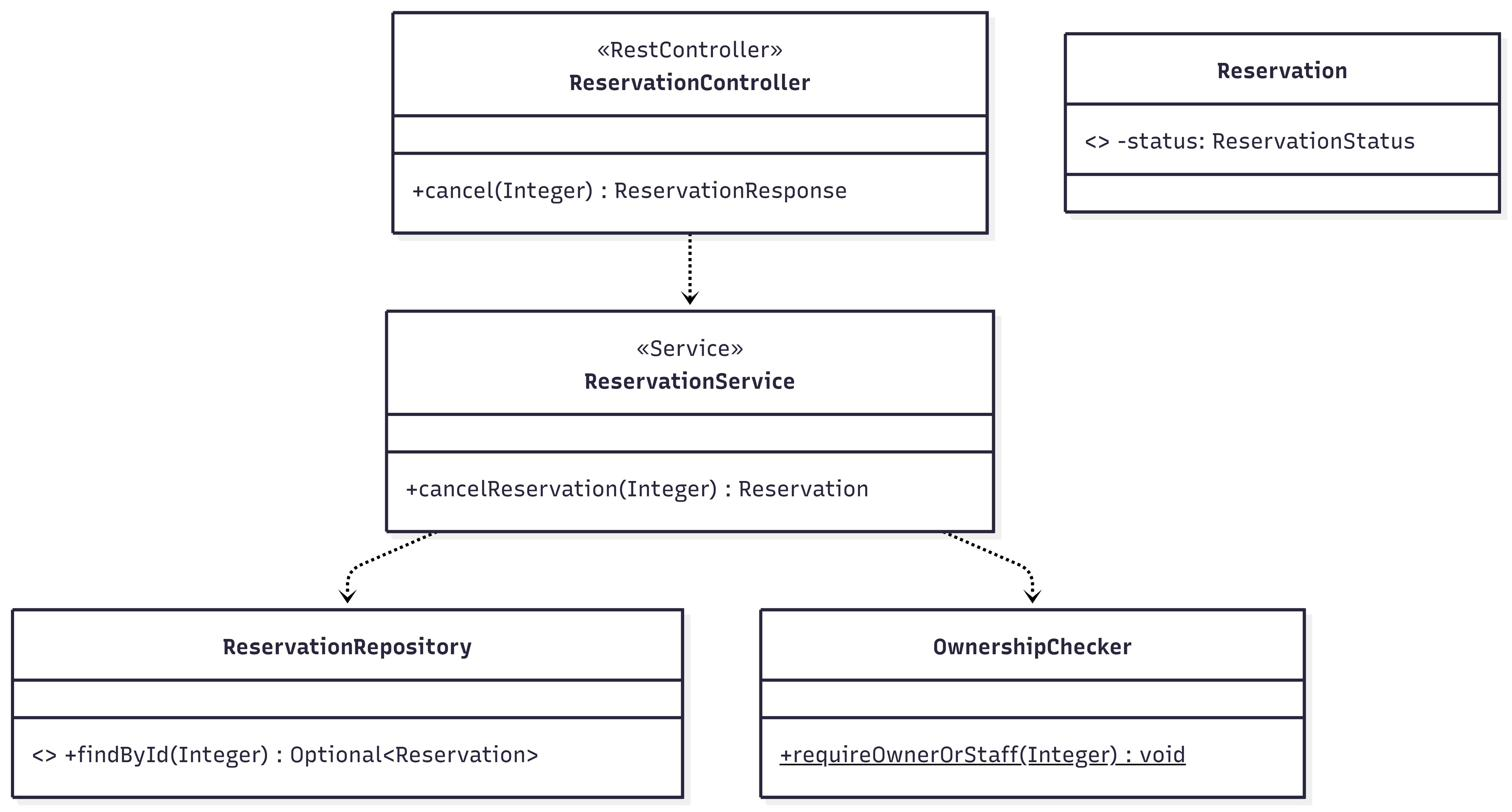 «RestController»
ReservationController
+cancel(Integer) : ReservationResponse
Reservation
<> -status: ReservationStatus
«Service»
ReservationService
+cancelReservation(Integer) : Reservation
ReservationRepository
<> +findById(Integer) : Optional<Reservation>
OwnershipChecker
+requireOwnerOrStaff(Integer) : void